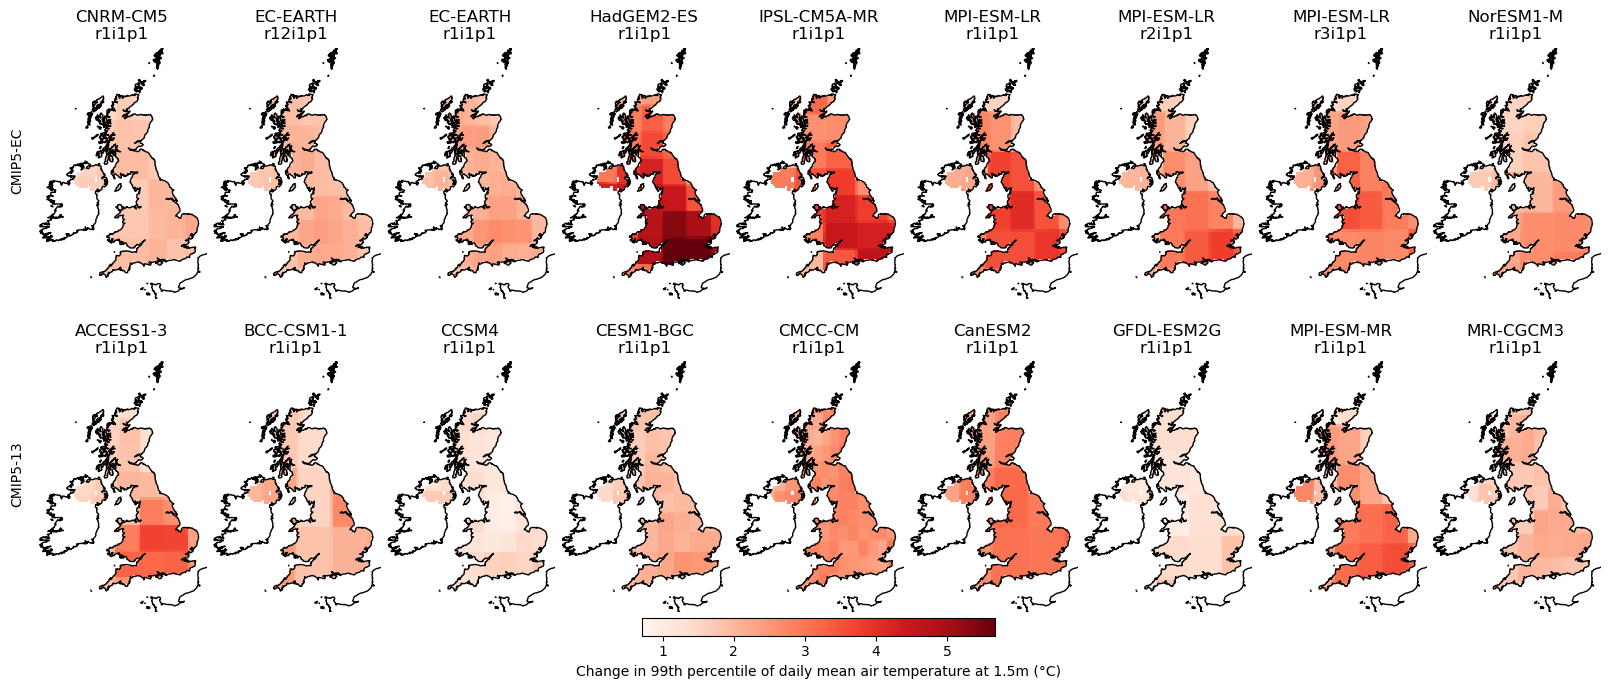 CNRM-CM5
r1i1p1
EC-EARTH
r12i1p1
EC-EARTH
r1i1p1
HadGEM2-ES
r1i1p1
IPSL-CM5A-MR
r1i1p1
MPI-ESM-LR
r1i1p1
MPI-ESM-LR
r2i1p1
MPI-ESM-LR
r3i1p1
NorESM1-M
r1i1p1
CMIP5-EC
ACCESS1-3
r1i1p1
BCC-CSM1-1
r1i1p1
CCSM4
r1i1p1
CESM1-BGC
r1i1p1
CMCC-CM
r1i1p1
CanESM2
r1i1p1
GFDL-ESM2G
r1i1p1
MPI-ESM-MR
r1i1p1
MRI-CGCM3
r1i1p1
CMIP5-13
1 2 3 4 5
Change in 99th percentile of daily mean air temperature at 1.5m (°C)